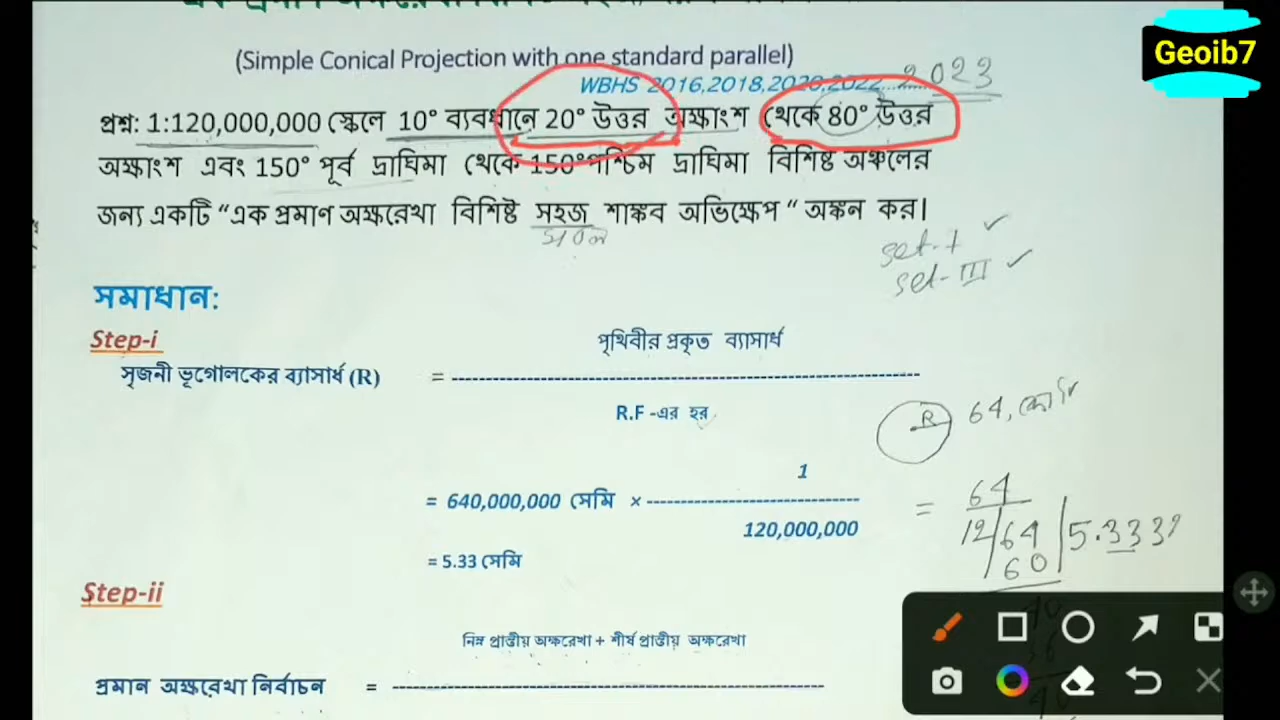 (Simple Conical Projection with one standard parallel)
Geoib7
WBHS 2016,2018,2020,2022.......2023
প্রশ্ন: 1:120,000,000 স্কেলে 10° ব্যবধানে 20° উত্তর অক্ষাংশ থেকে 80° উত্তর
অক্ষাংশ এবং 150° পূর্ব দ্রাঘিমা থেকে 150°পশ্চিম দ্রাঘিমা বিশিষ্ট অঞ্চলের
জন্য একটি “এক প্রমাণ অক্ষরেখা বিশিষ্ট সহজ শাঙ্কব অভিক্ষেপ “ অঙ্কন কর।
সরল
set-I
set-III
সমাধান:
Step-i
পৃথিবীর প্রকৃত ব্যাসার্ধ
সৃজনী ভূগোলকের ব্যাসার্ধ (R) = --------------------
R.F -এর হর
R 64,
= 640,000,000 সেমি × 1
--------------------
120,000,000
= 64
12 64 5.333
60
= 5.33 সেমি
Step-ii
নিম্ন প্রান্তীয় অক্ষরেখা + শীর্ষ প্রান্তীয় অক্ষরেখা
প্রমান অক্ষরেখা নির্বাচন = --------------------